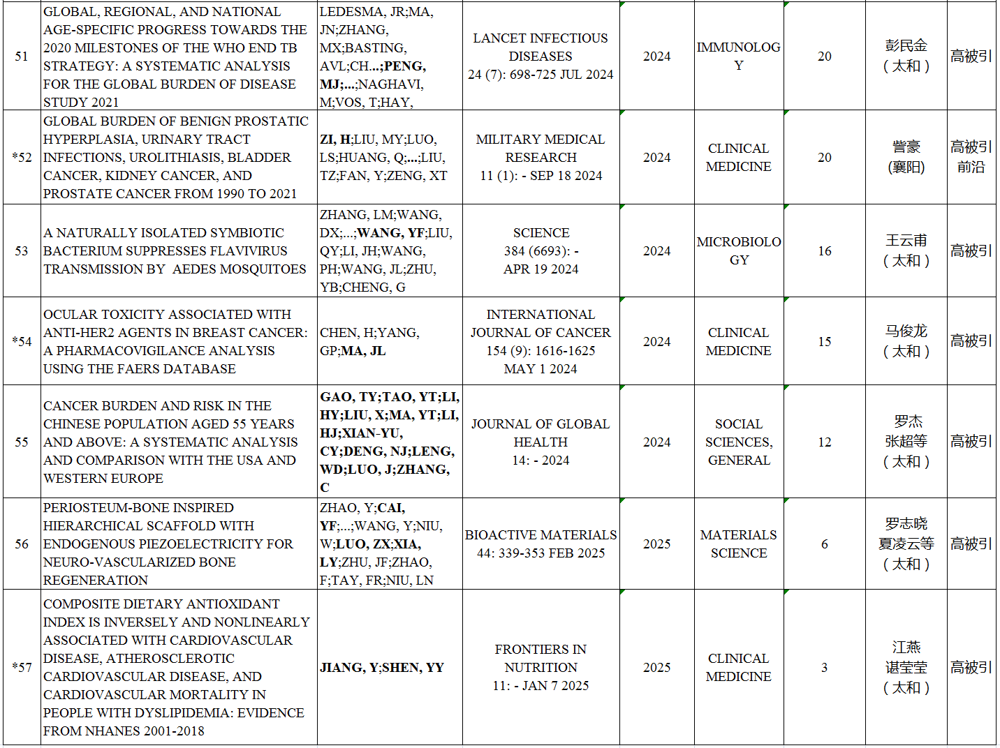 51
GLOBAL, REGIONAL, AND NATIONAL
AGE-SPECIFIC PROGRESS TOWARDS THE
2020 MILESTONES OF THE WHO END TB
STRATEGY: A SYSTEMATIC ANALYSIS
FOR THE GLOBAL BURDEN OF DISEASE
STUDY 2021
LEDESMA, JR;MA,
JN;ZHANG,
MX;BASTING,
AVL;CH...;PENG,
MJ;...;NAGHAVI,
M;VOS, T;HAY,
LANCET INFECTIOUS
DISEASES
24 (7): 698-725 JUL 2024
2024
IMMUNOLOG
Y
20
彭民金
（太和）
高被引
*52
GLOBAL BURDEN OF BENIGN PROSTATIC
HYPERPLASIA, URINARY TRACT
INFECTIONS, UROLITHIASIS, BLADDER
CANCER, KIDNEY CANCER, AND
PROSTATE CANCER FROM 1990 TO 2021
ZI, H;LIU, MY;LUO,
LS;HUANG, Q;...;LIU,
TZ;FAN, Y;ZENG, XT
MILITARY MEDICAL
RESEARCH
11 (1): - SEP 18 2024
2024
CLINICAL
MEDICINE
20
訾豪
(襄阳)
高被引
前沿
53
A NATURALLY ISOLATED SYMBIOTIC
BACTERIUM SUPPRESSES FLAVIVIRUS
TRANSMISSION BY  AEDES MOSQUITOES
ZHANG, LM;WANG,
DX;...;WANG, YF;LIU,
QY;LI, JH;WANG,
PH;WANG, JL;ZHU,
YB;CHENG, G
SCIENCE
384 (6693): -
APR 19 2024
2024
MICROBIOLO
GY
16
王云甫
（太和）
高被引
*54
OCULAR TOXICITY ASSOCIATED WITH
ANTI-HER2 AGENTS IN BREAST CANCER:
A PHARMACOVIGILANCE ANALYSIS
USING THE FAERS DATABASE
CHEN, H;YANG,
GP;MA, JL
INTERNATIONAL
JOURNAL OF CANCER
154 (9): 1616-1625
MAY 1 2024
2024
CLINICAL
MEDICINE
15
马俊龙
（太和）
高被引
55
CANCER BURDEN AND RISK IN THE
CHINESE POPULATION AGED 55 YEARS
AND ABOVE: A SYSTEMATIC ANALYSIS
AND COMPARISON WITH THE USA AND
WESTERN EUROPE
GAO, TY;TAO, YT;LI,
HY;LIU, X;MA, YT;LI,
HJ;XIAN-YU,
CY;DENG, NJ;LENG,
WD;LUO, J;ZHANG,
C
JOURNAL OF GLOBAL
HEALTH
14: - 2024
2024
SOCIAL
SCIENCES,
GENERAL
12
罗杰
张超等
（太和）
高被引
56
PERIOSTEUM-BONE INSPIRED
HIERARCHICAL SCAFFOLD WITH
ENDOGENOUS PIEZOELECTRICITY FOR
NEURO-VASCULARIZED BONE
REGENERATION
ZHAO, Y;CAI,
YF;...;WANG, Y;NIU,
W;LUO, ZX;XIA,
LY;ZHU, JF;ZHAO,
F;TAY, FR;NIU, LN
BIOACTIVE MATERIALS
44: 339-353 FEB 2025
2025
MATERIALS
SCIENCE
6
罗志晓
夏凌云等
（太和）
高被引
*57
COMPOSITE DIETARY ANTIOXIDANT
INDEX IS INVERSELY AND NONLINEARLY
ASSOCIATED WITH CARDIOVASCULAR
DISEASE, ATHEROSCLEROTIC
CARDIOVASCULAR DISEASE, AND
CARDIOVASCULAR MORTALITY IN
PEOPLE WITH DYSLIPIDEMIA: EVIDENCE
FROM NHANES 2001-2018
JIANG, Y;SHEN, YY
FRONTIERS IN
NUTRITION
11: - JAN 7 2025
2025
CLINICAL
MEDICINE
3
江燕
谌莹莹
（太和）
高被引